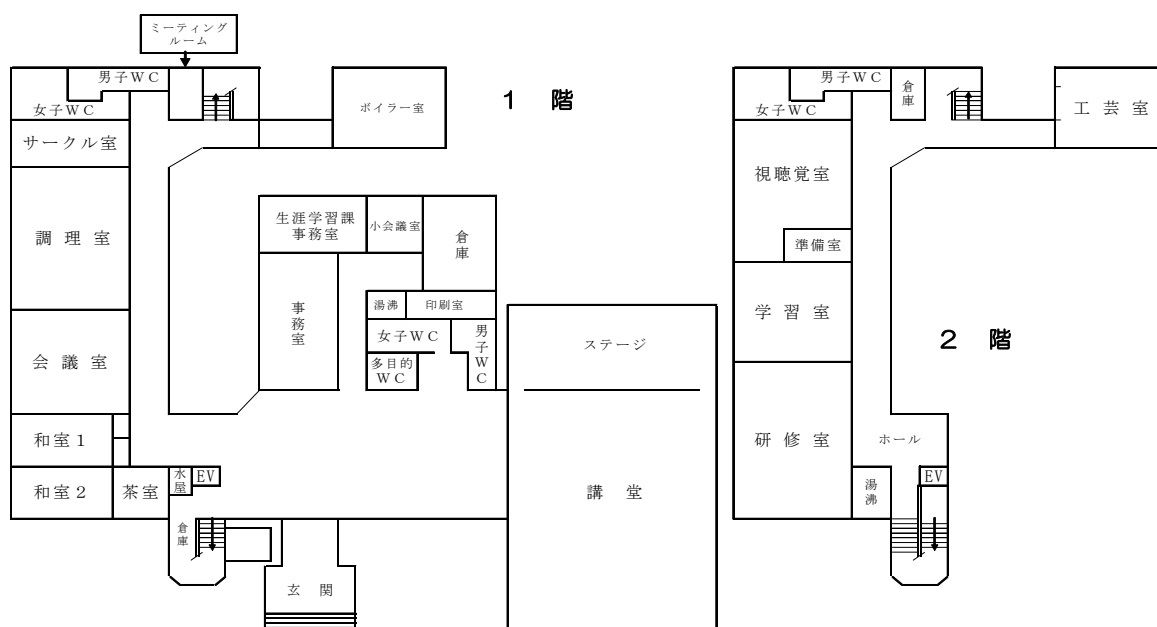 ミーティング
ルーム
男子WC
女子WC
サークル室
調理室
会議室
和室1
和室2
茶室
水屋
EV
倉庫
ボイラー室
1 階
生涯学習課
事務室
小会議室
倉庫
事務室
湯沸
印刷室
女子WC
男子WC
多目的
WC
ステージ
講堂
玄関
男子WC
女子WC
倉庫
工芸室
視聴覚室
準備室
学習室
2 階
研修室
ホール
湯沸
EV